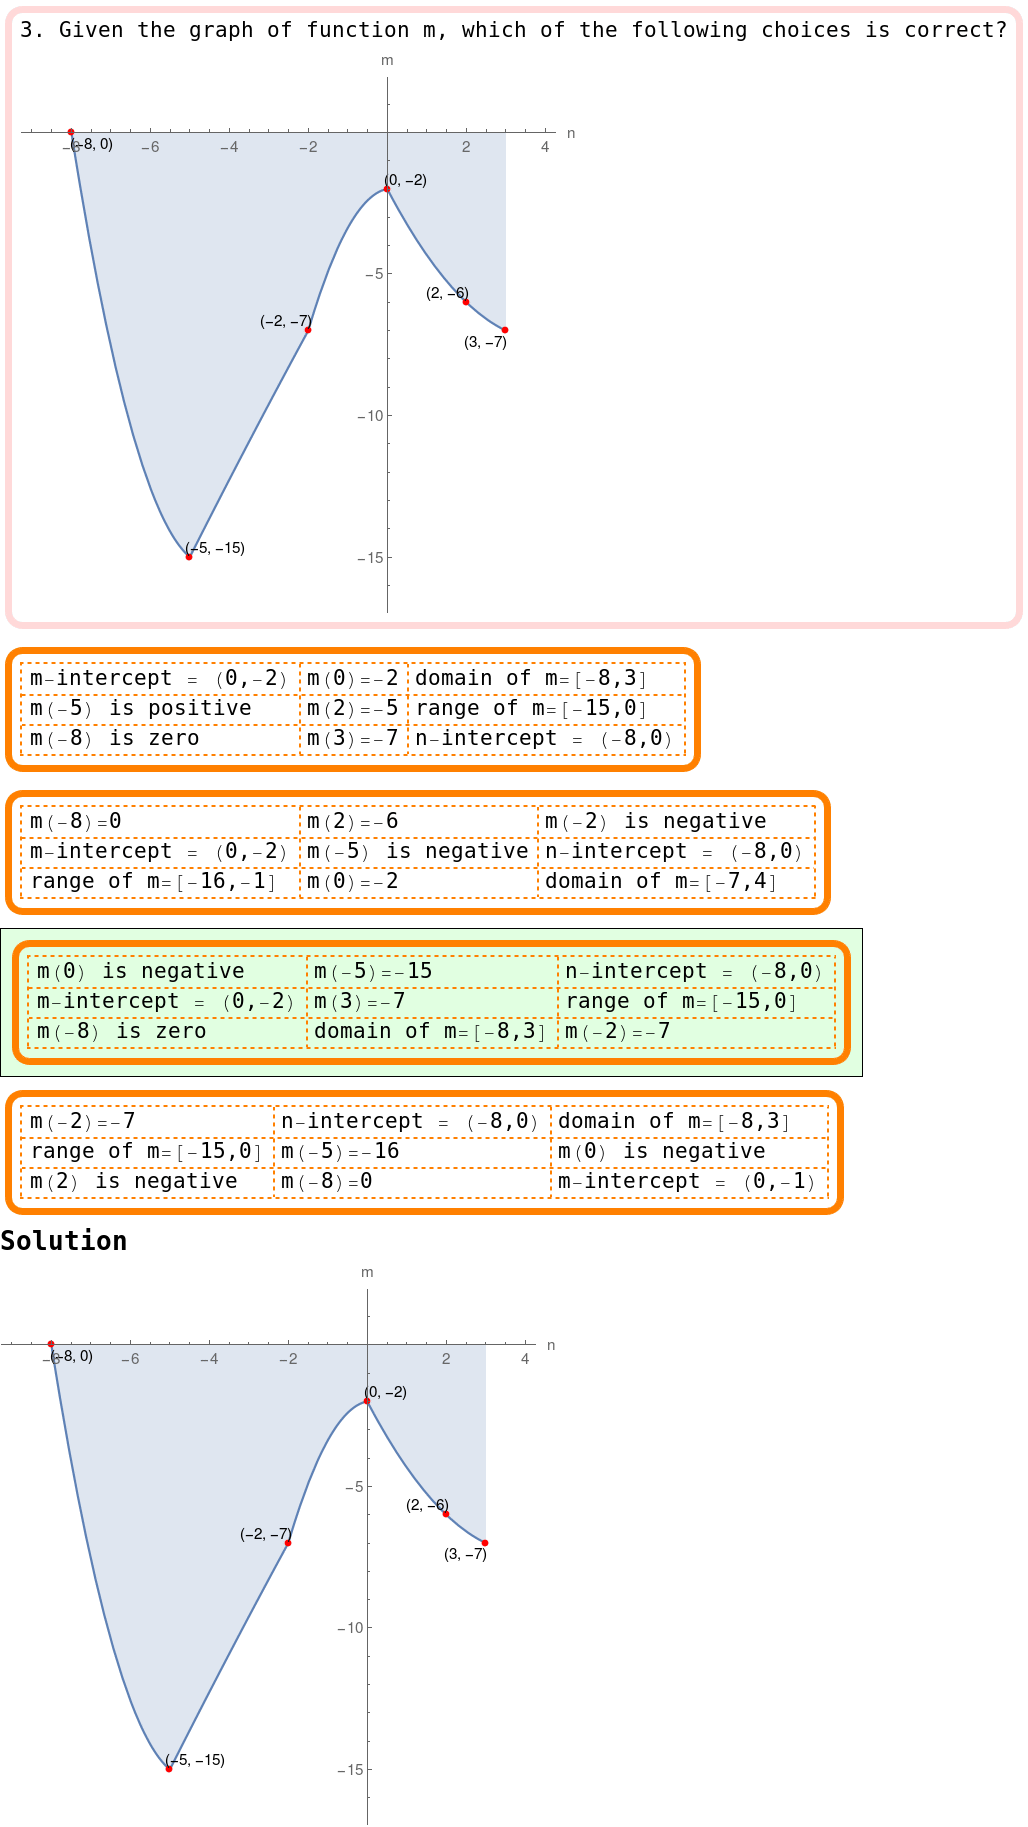 3. Given the graph of function m, which of the following choices is correct?
m
n
(−8, 0)
−8 −6 −4 −2 2 4
(0, −2)
−5
(2, −6)
(−2, −7)
(3, −7)
−10
(−5, −15)
−15
m-intercept = (0,-2) m(0)=-2 domain of m=[-8,3]
m(-5) is positive m(2)=-5 range of m=[-15,0]
m(-8) is zero m(3)=-7 n-intercept = (-8,0)
m(-8)=0 m(2)=-6 m(-2) is negative
m-intercept = (0,-2) m(-5) is negative n-intercept = (-8,0)
range of m=[-16,-1] m(0)=-2 domain of m=[-7,4]
m(0) is negative m(-5)=-15 n-intercept = (-8,0)
m-intercept = (0,-2) m(3)=-7 range of m=[-15,0]
m(-8) is zero domain of m=[-8,3] m(-2)=-7
m(-2)=-7 n-intercept = (-8,0) domain of m=[-8,3]
range of m=[-15,0] m(-5)=-16 m(0) is negative
m(2) is negative m(-8)=0 m-intercept = (0,-1)
Solution
m
n
(−8, 0)
−8 −6 −4 −2 2 4
(0, −2)
−5
(2, −6)
(−2, −7)
(3, −7)
−10
(−5, −15)
−15